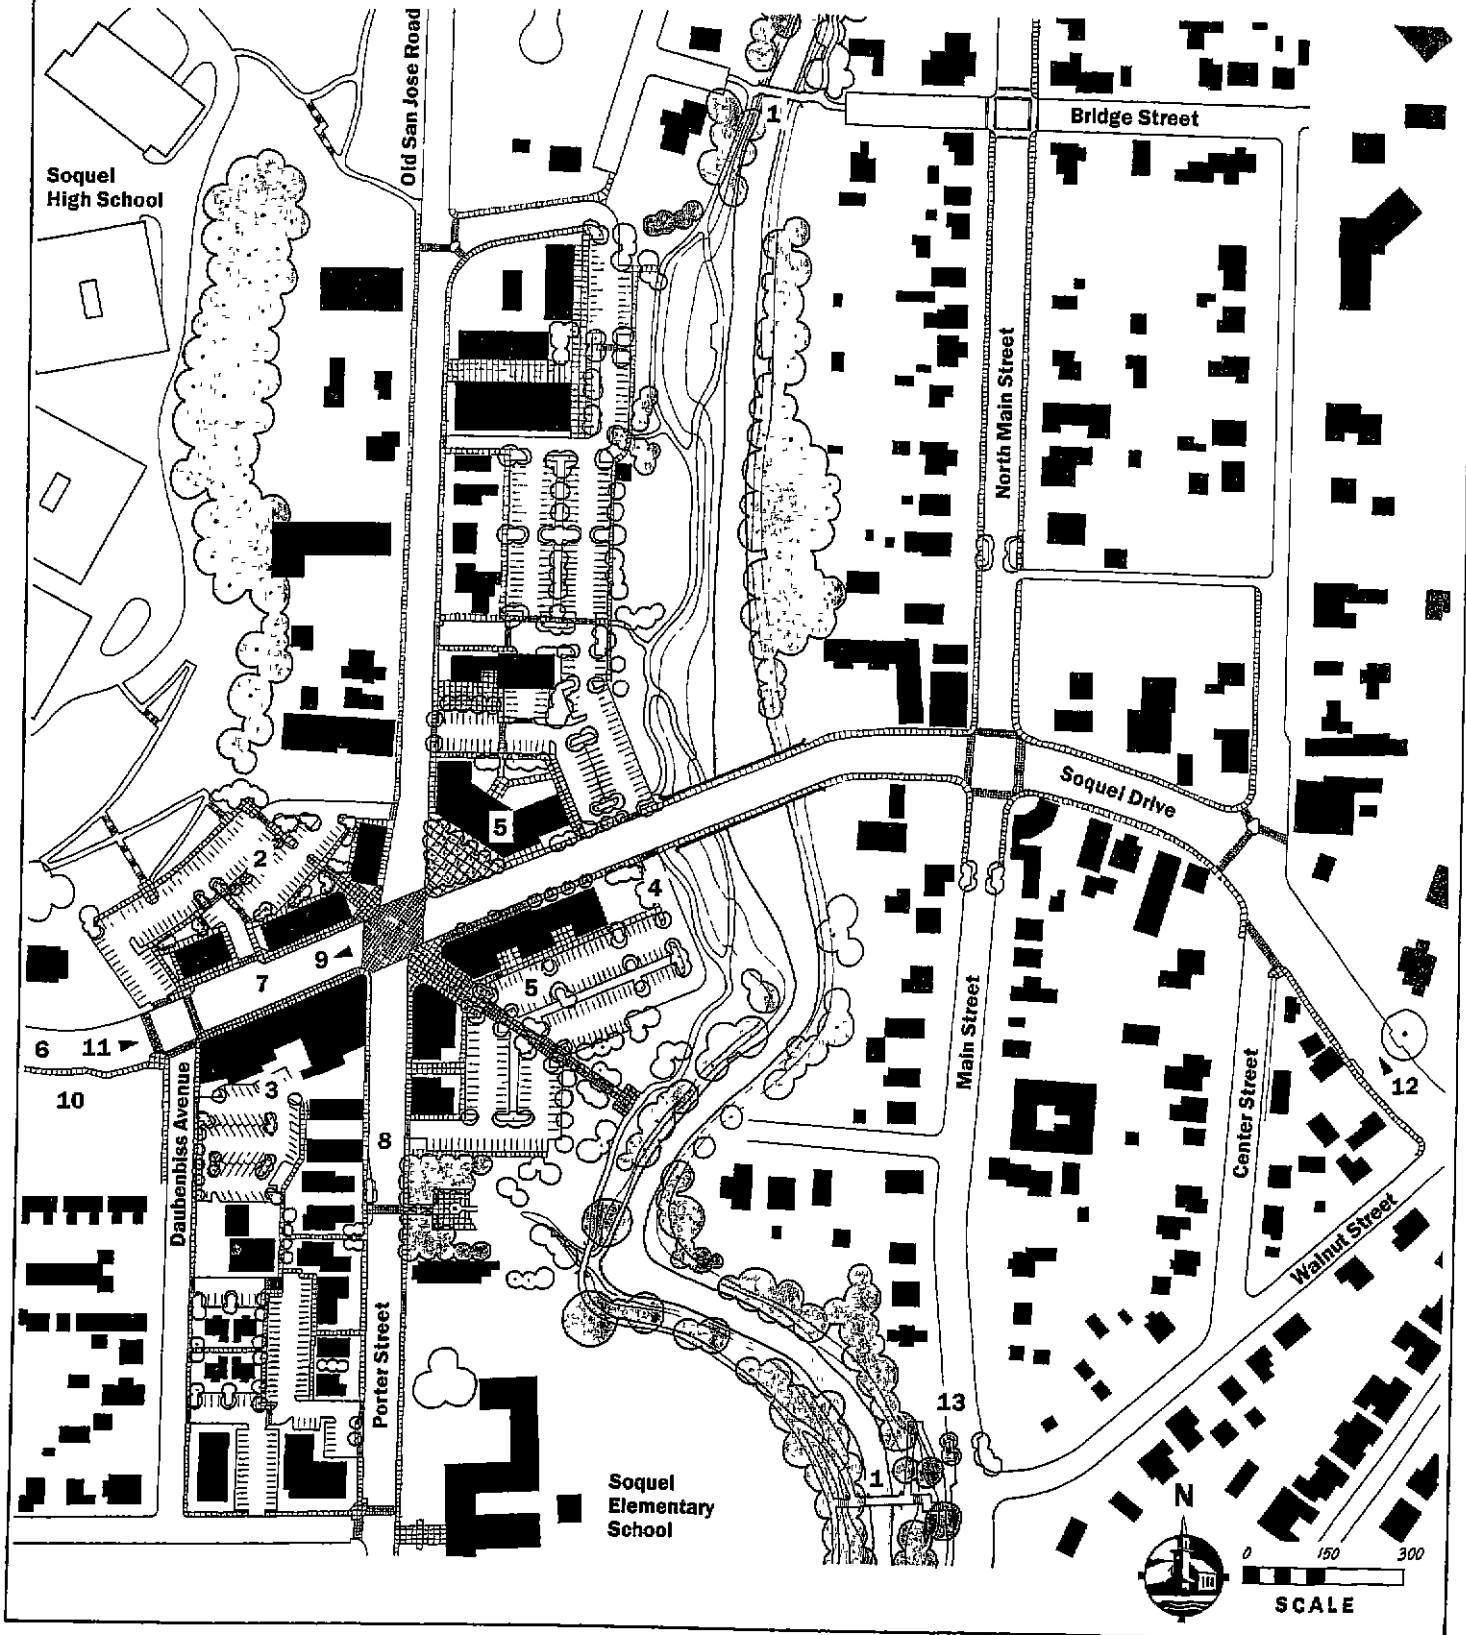 Old San Jose Road
1
Bridge Street
Soquel
High School
North Main Street
Soquel Drive
5
2
4
9
7
5
6
11
3
10
8
Daubenbiss Avenue
Main Street
Center Street
12
Walnut Street
Porter Street
13
1
Soquel
Elementary
School
N
0 150 300
SCALE